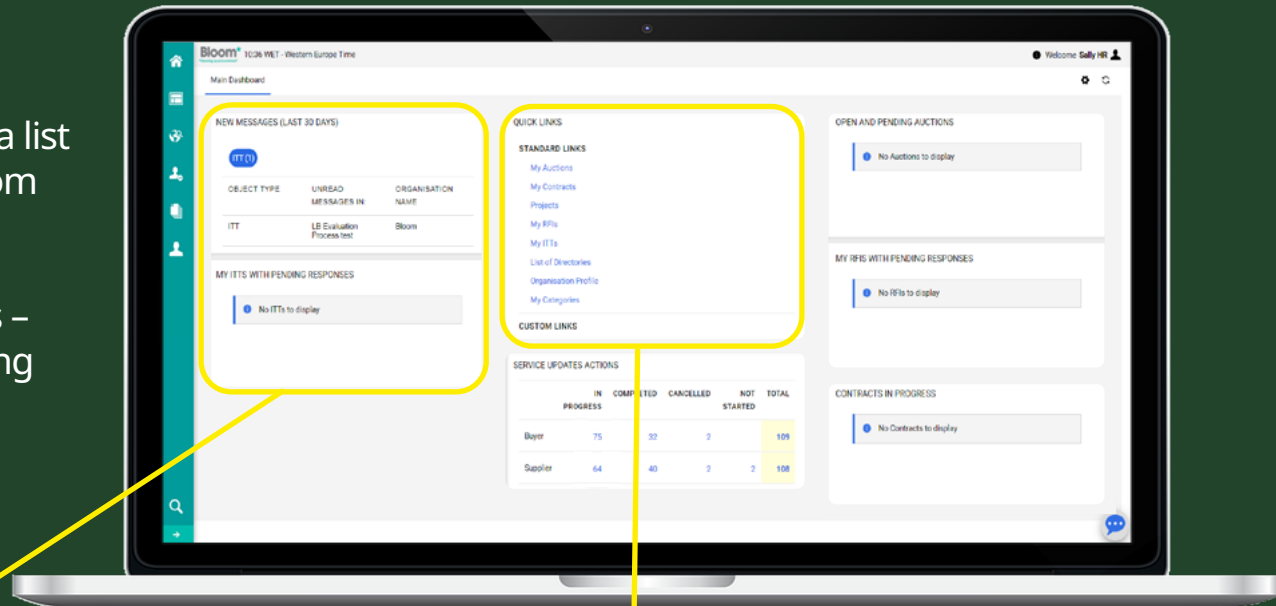 a list
om
s –
ng
Bloom 10:36 WET - Western Europe Time
Welcome Sally HR
Main Dashboard
NEW MESSAGES (LAST 30 DAYS)
ITT (1)
OBJECT TYPE UNREAD MESSAGES IN: ORGANISATION NAME
ITT LB Evaluation Process test Bloom
MY ITTS WITH PENDING RESPONSES
No ITTs to display
QUICK LINKS
STANDARD LINKS
My Auctions
My Contracts
Projects
My RFIs
My ITTs
List of Directories
Organisation Profile
My Categories
CUSTOM LINKS
SERVICE UPDATES ACTIONS
IN PROGRESS COMPLETED CANCELLED NOT STARTED TOTAL
Buyer 75 32 2 109
Supplier 64 40 2 2 108
OPEN AND PENDING AUCTIONS
No Auctions to display
MY RFIS WITH PENDING RESPONSES
No RFIs to display
CONTRACTS IN PROGRESS
No Contracts to display